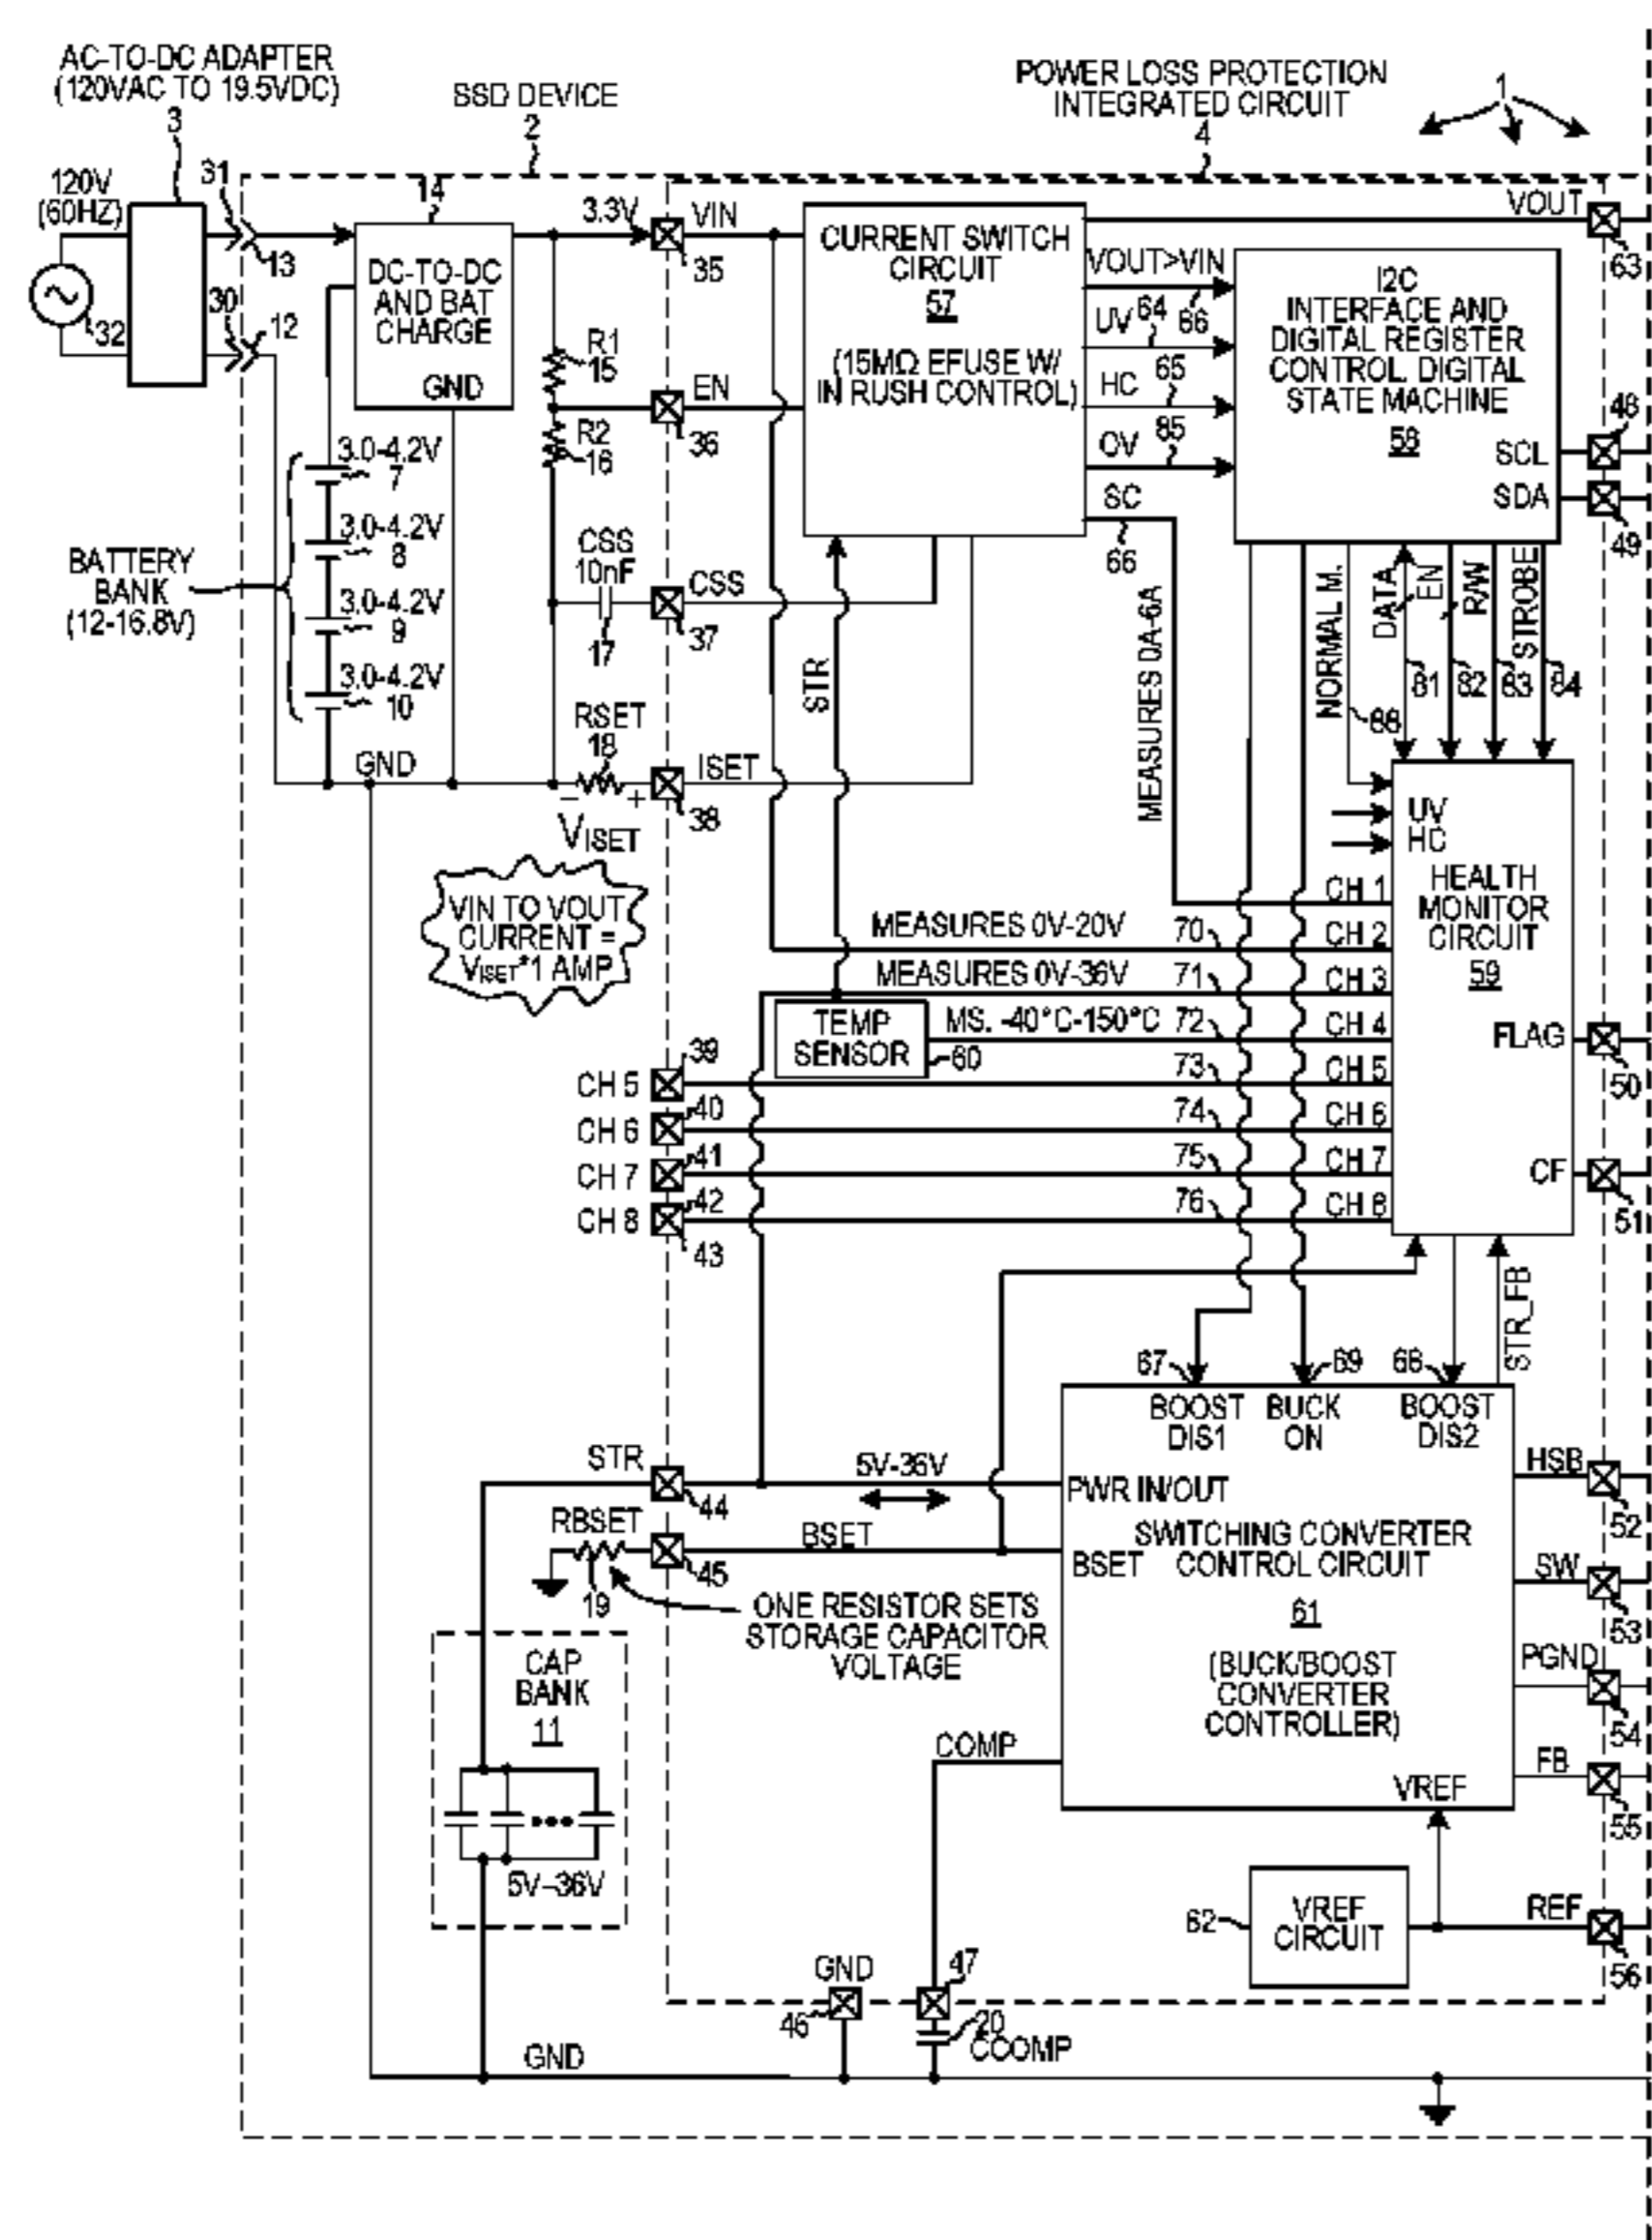 AC-TO-DC ADAPTER
(120VAC TO 19.5VDC)
3
SSD DEVICE
2
POWER LOSS PROTECTION
INTEGRATED CIRCUIT
4
1
120V
(60HZ)
31
14
3.3V
VIN
VOUT
13
35
63
DC-TO-DC
AND BAT
CHARGE
GND
CURRENT SWITCH
CIRCUIT
57
(15MΩ EFUSE W/
IN RUSH CONTROL)
VOUT>VIN
66
UV 64
HC 65
OV 85
SC
66
I2C
INTERFACE AND
DIGITAL REGISTER
CONTROL. DIGITAL
STATE MACHINE
58
SCL
SDA
48
49
32
30
12
R1
15
EN
36
R2
16
3.0-4.2V
7
3.0-4.2V
8
3.0-4.2V
9
3.0-4.2V
10
BATTERY
BANK
(12-16.8V)
CSS
10nF
17
CSS
37
STR
MEASURES 0A-6A
NORMAL M.
88
DATA
EN
R/W
STROBE
81
82
83
84
GND
RSET
18
ISET
38
- +
VISET
VIN TO VOUT
CURRENT =
VISET*1 AMP
UV
HC
HEALTH
MONITOR
CIRCUIT
59
CH 1
MEASURES 0V-20V 70 CH 2
MEASURES 0V-36V 71 CH 3
TEMP
SENSOR
60
MS. -40°C-150°C 72 CH 4
FLAG
50
39
CH 5 73 CH 5
40
CH 6 74 CH 6
41
CH 7 75 CH 7
42
CH 8 76 CH 8
43
CF
51
STR_FB
67
69
68
BOOST
DIS1
BUCK
ON
BOOST
DIS2
STR
44
5V-36V
PWR IN/OUT
HSB
52
RBSET
19
45
BSET
BSET
SWITCHING CONVERTER
CONTROL CIRCUIT
61
(BUCK/BOOST
CONVERTER
CONTROLLER)
SW
53
ONE RESISTOR SETS
STORAGE CAPACITOR
VOLTAGE
PGND
54
CAP
BANK
11
5V-36V
COMP
VREF
FB
55
62
VREF
CIRCUIT
REF
56
GND
46
47
20
CCOMP
GND